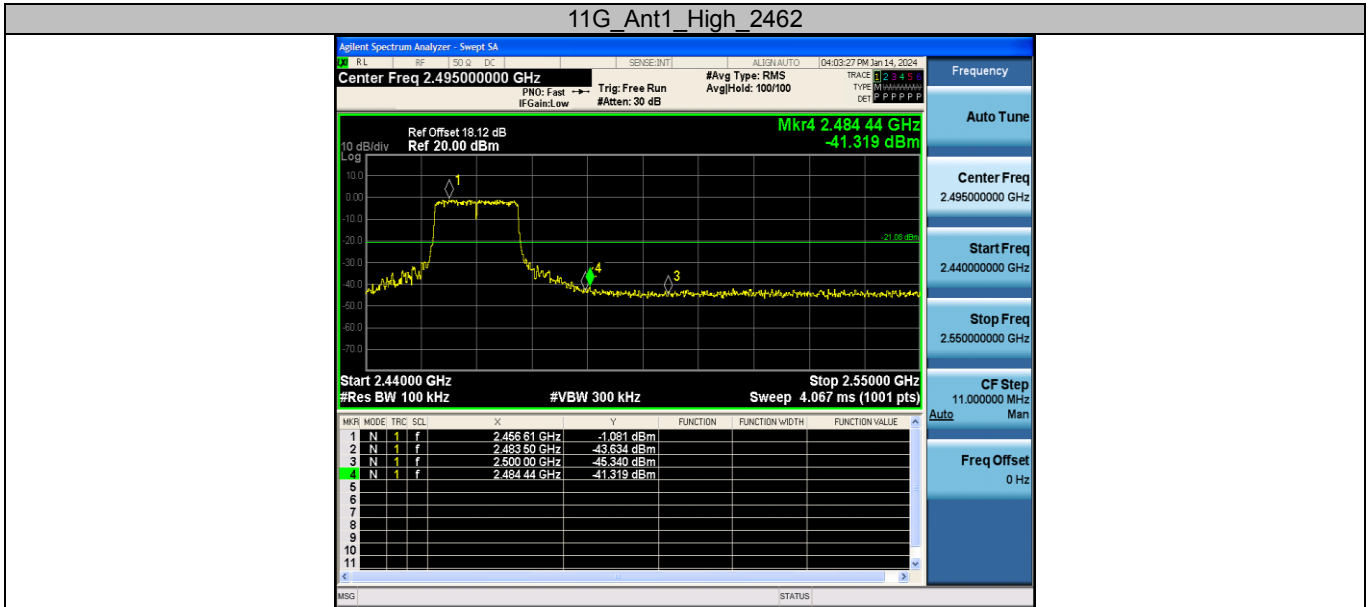 11G_Ant1_High_2462
Agilent Spectrum Analyzer - Swept SA
RL RF 50 Ω DC SENSE:INT ALIGNAUTO 04:03:27 PM Jan 14, 2024
Center Freq 2.495000000 GHz
PNO: Fast
IFGain:Low
Trig: Free Run
#Atten: 30 dB
#Avg Type: RMS
Avg|Hold: 100/100
TRACE 1 2 3 4 5 6
TYPE M
DET P P P P P P
Mkr4 2.484 44 GHz
-41.319 dBm
Ref Offset 18.12 dB
Ref 20.00 dBm
10 dB/div
Log
10.0
0.00
-10.0
-20.0
-30.0
-40.0
-50.0
-60.0
-70.0
1
4
3
-21.08 dBm
Start 2.44000 GHz
Stop 2.55000 GHz
#Res BW 100 kHz
#VBW 300 kHz
Sweep 4.067 ms (1001 pts)
MKR MODE TRC SCL X Y FUNCTION FUNCTION WIDTH FUNCTION VALUE
1 N 1 f 2.456 61 GHz -1.081 dBm
2 N 1 f 2.483 50 GHz -43.634 dBm
3 N 1 f 2.500 00 GHz -45.340 dBm
4 N 1 f 2.484 44 GHz -41.319 dBm
5
6
7
8
9
10
11
MSG
STATUS
Frequency
Auto Tune
Center Freq
2.495000000 GHz
Start Freq
2.440000000 GHz
Stop Freq
2.550000000 GHz
CF Step
11.000000 MHz
Auto Man
Freq Offset
0 Hz